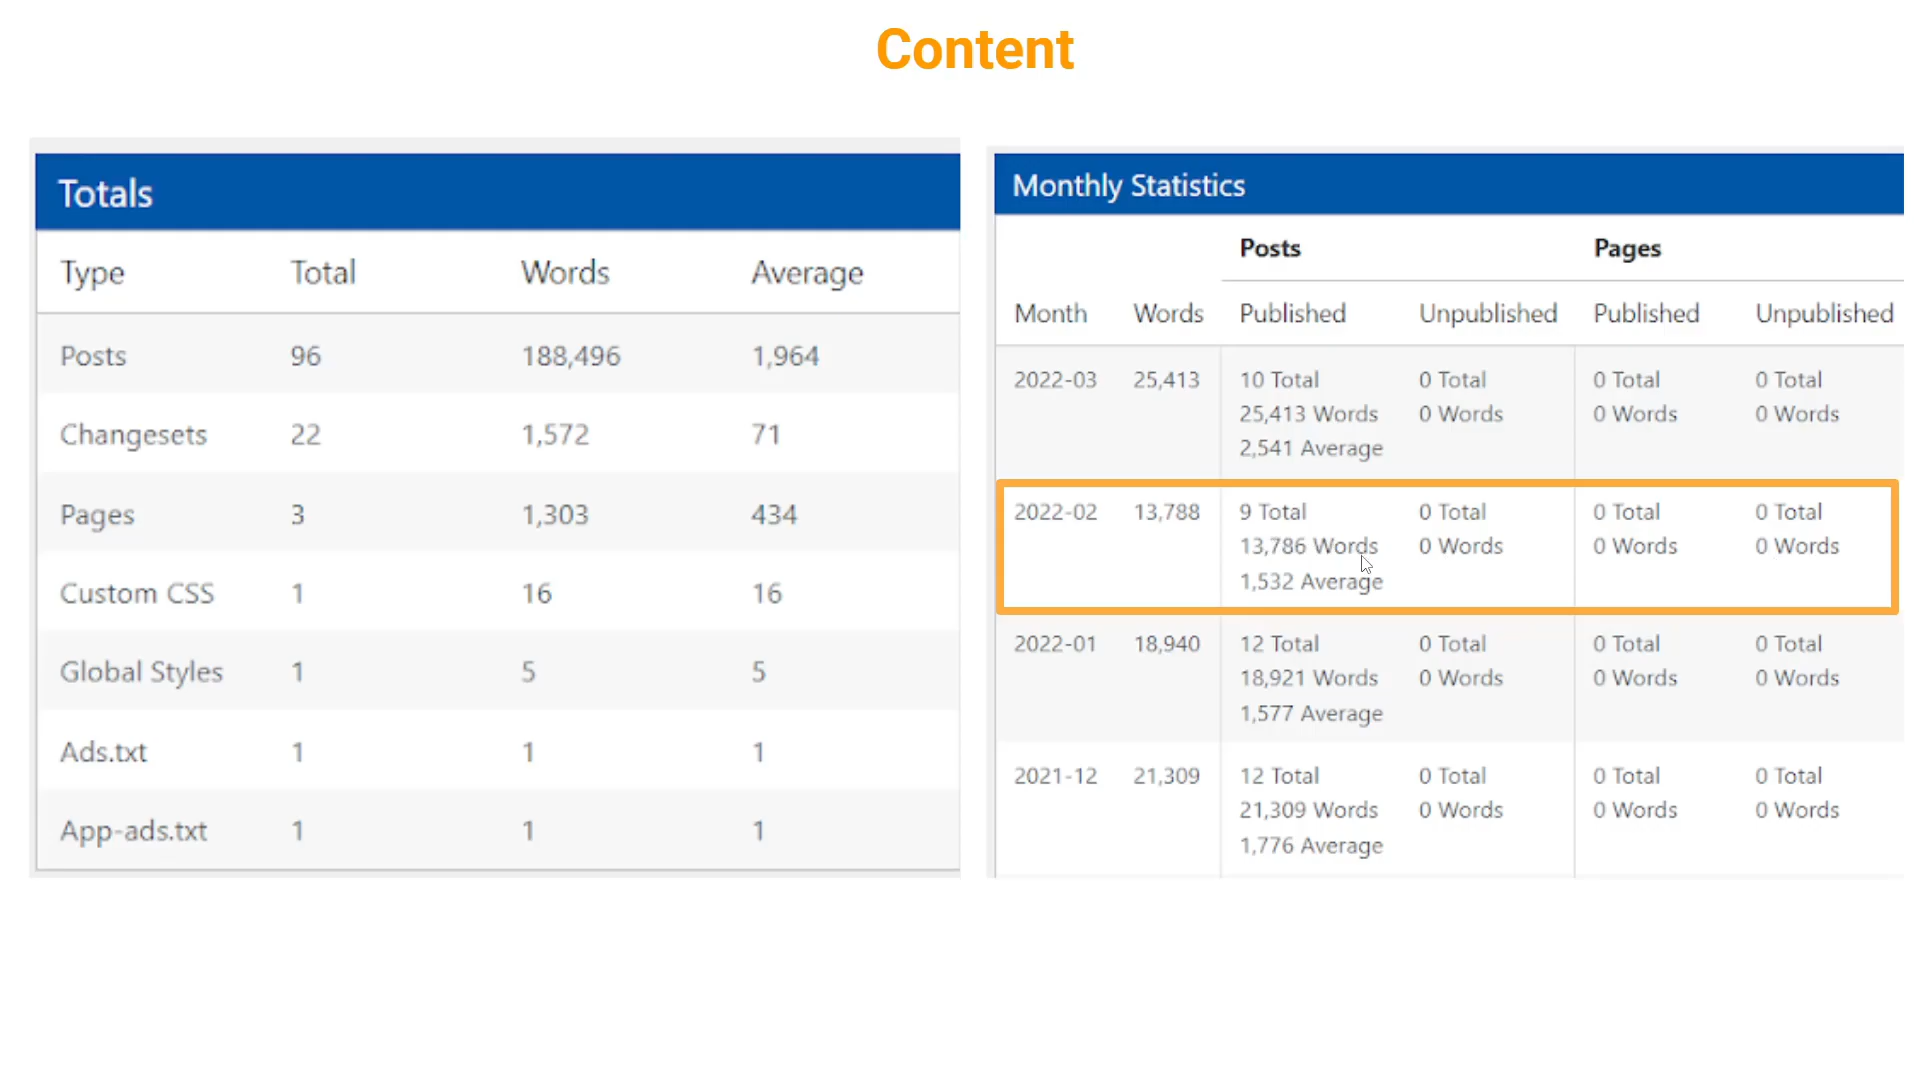 Content
Totals
Type Total Words Average
Posts 96 188,496 1,964
Changesets 22 1,572 71
Pages 3 1,303 434
Custom CSS 1 16 16
Global Styles 1 5 5
Ads.txt 1 1 1
App-ads.txt 1 1 1
Monthly Statistics
Posts Pages
Month Words Published Unpublished Published Unpublished
2022-03 25,413 10 Total 0 Total 0 Total 0 Total
25,413 Words 0 Words 0 Words 0 Words
2,541 Average
2022-02 13,788 9 Total 0 Total 0 Total 0 Total
13,786 Words 0 Words 0 Words 0 Words
1,532 Average
2022-01 18,940 12 Total 0 Total 0 Total 0 Total
18,921 Words 0 Words 0 Words 0 Words
1,577 Average
2021-12 21,309 12 Total 0 Total 0 Total 0 Total
21,309 Words 0 Words 0 Words 0 Words
1,776 Average